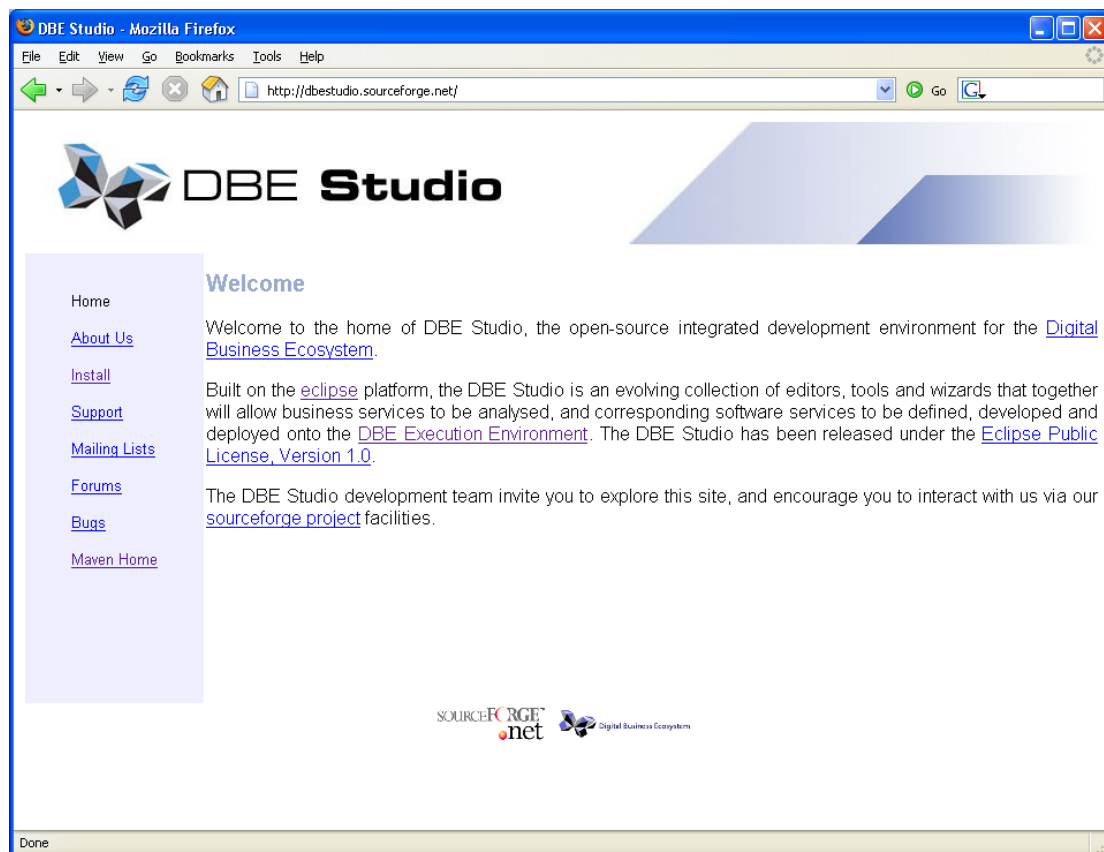 DBE Studio - Mozilla Firefox
File Edit View Go Bookmarks Tools Help
http://dbestudio.sourceforge.net/ Go G
DBE Studio
Home
About Us
Install
Support
Mailing Lists
Forums
Bugs
Maven Home
Welcome
Welcome to the home of DBE Studio, the open-source integrated development environment for the Digital
Business Ecosystem.
Built on the eclipse platform, the DBE Studio is an evolving collection of editors, tools and wizards that together
will allow business services to be analysed, and corresponding software services to be defined, developed and
deployed onto the DBE Execution Environment. The DBE Studio has been released under the Eclipse Public
License, Version 1.0.
The DBE Studio development team invite you to explore this site, and encourage you to interact with us via our
sourceforge project facilities.
SOURCEFORGE™
.net Digital Business Ecosystem
Done